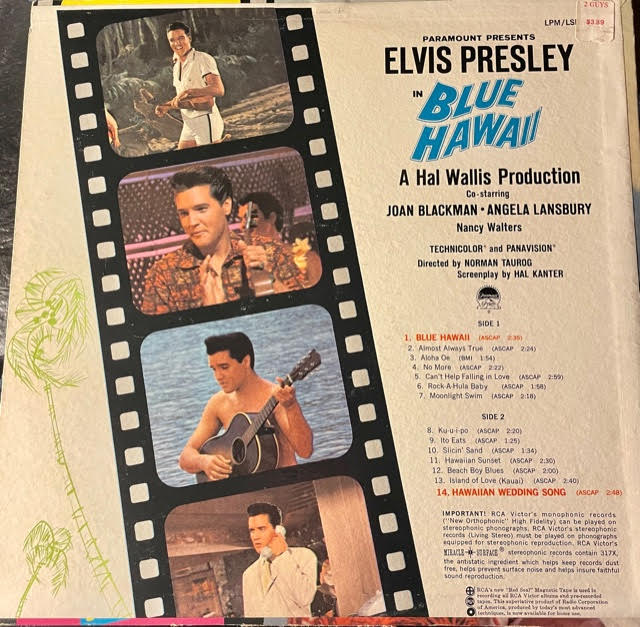 2 GUYS
$3.89
LPM/LS
PARAMOUNT PRESENTS
ELVIS PRESLEY
IN BLUE
HAWAII
A Hal Wallis Production
Co-starring
JOAN BLACKMAN • ANGELA LANSBURY
Nancy Walters
TECHNICOLOR® and PANAVISION®
Directed by NORMAN TAUROG
Screenplay by HAL KANTER
SIDE 1
1. BLUE HAWAII (ASCAP 2:35)
2. Almost Always True (ASCAP 2:24)
3. Aloha Oe (BMI 1:54)
4. No More (ASCAP 2:22)
5. Can't Help Falling in Love (ASCAP 2:59)
6. Rock-A-Hula Baby (ASCAP 1:58)
7. Moonlight Swim (ASCAP 2:18)
SIDE 2
8. Ku-u-i-po (ASCAP 2:20)
9. Ito Eats (ASCAP 1:25)
10. Slicin' Sand (ASCAP 1:34)
11. Hawaiian Sunset (ASCAP 2:30)
12. Beach Boy Blues (ASCAP 2:00)
13. Island of Love (Kauai) (ASCAP 2:40)
14. HAWAIIAN WEDDING SONG (ASCAP 2:48)
IMPORTANT! RCA Victor's monophonic records
("New Orthophonic" High Fidelity) can be played on
stereophonic phonographs. RCA Victor's stereophonic
records (Living Stereo) must be played on phonographs
equipped for stereophonic reproduction. RCA Victor's
MIRACLE SURFACE® stereophonic records contain 317X,
the antistatic ingredient which helps keep records dust
free, helps prevent surface noise and helps insure faithful
sound reproduction.
RCA's new "Red Seal" Magnetic Tape is used in
recording all RCA Victor albums and pre-recorded
tapes. This superlative product of Radio Corporation
of America, produced by today's most advanced
techniques, is now available for home use.